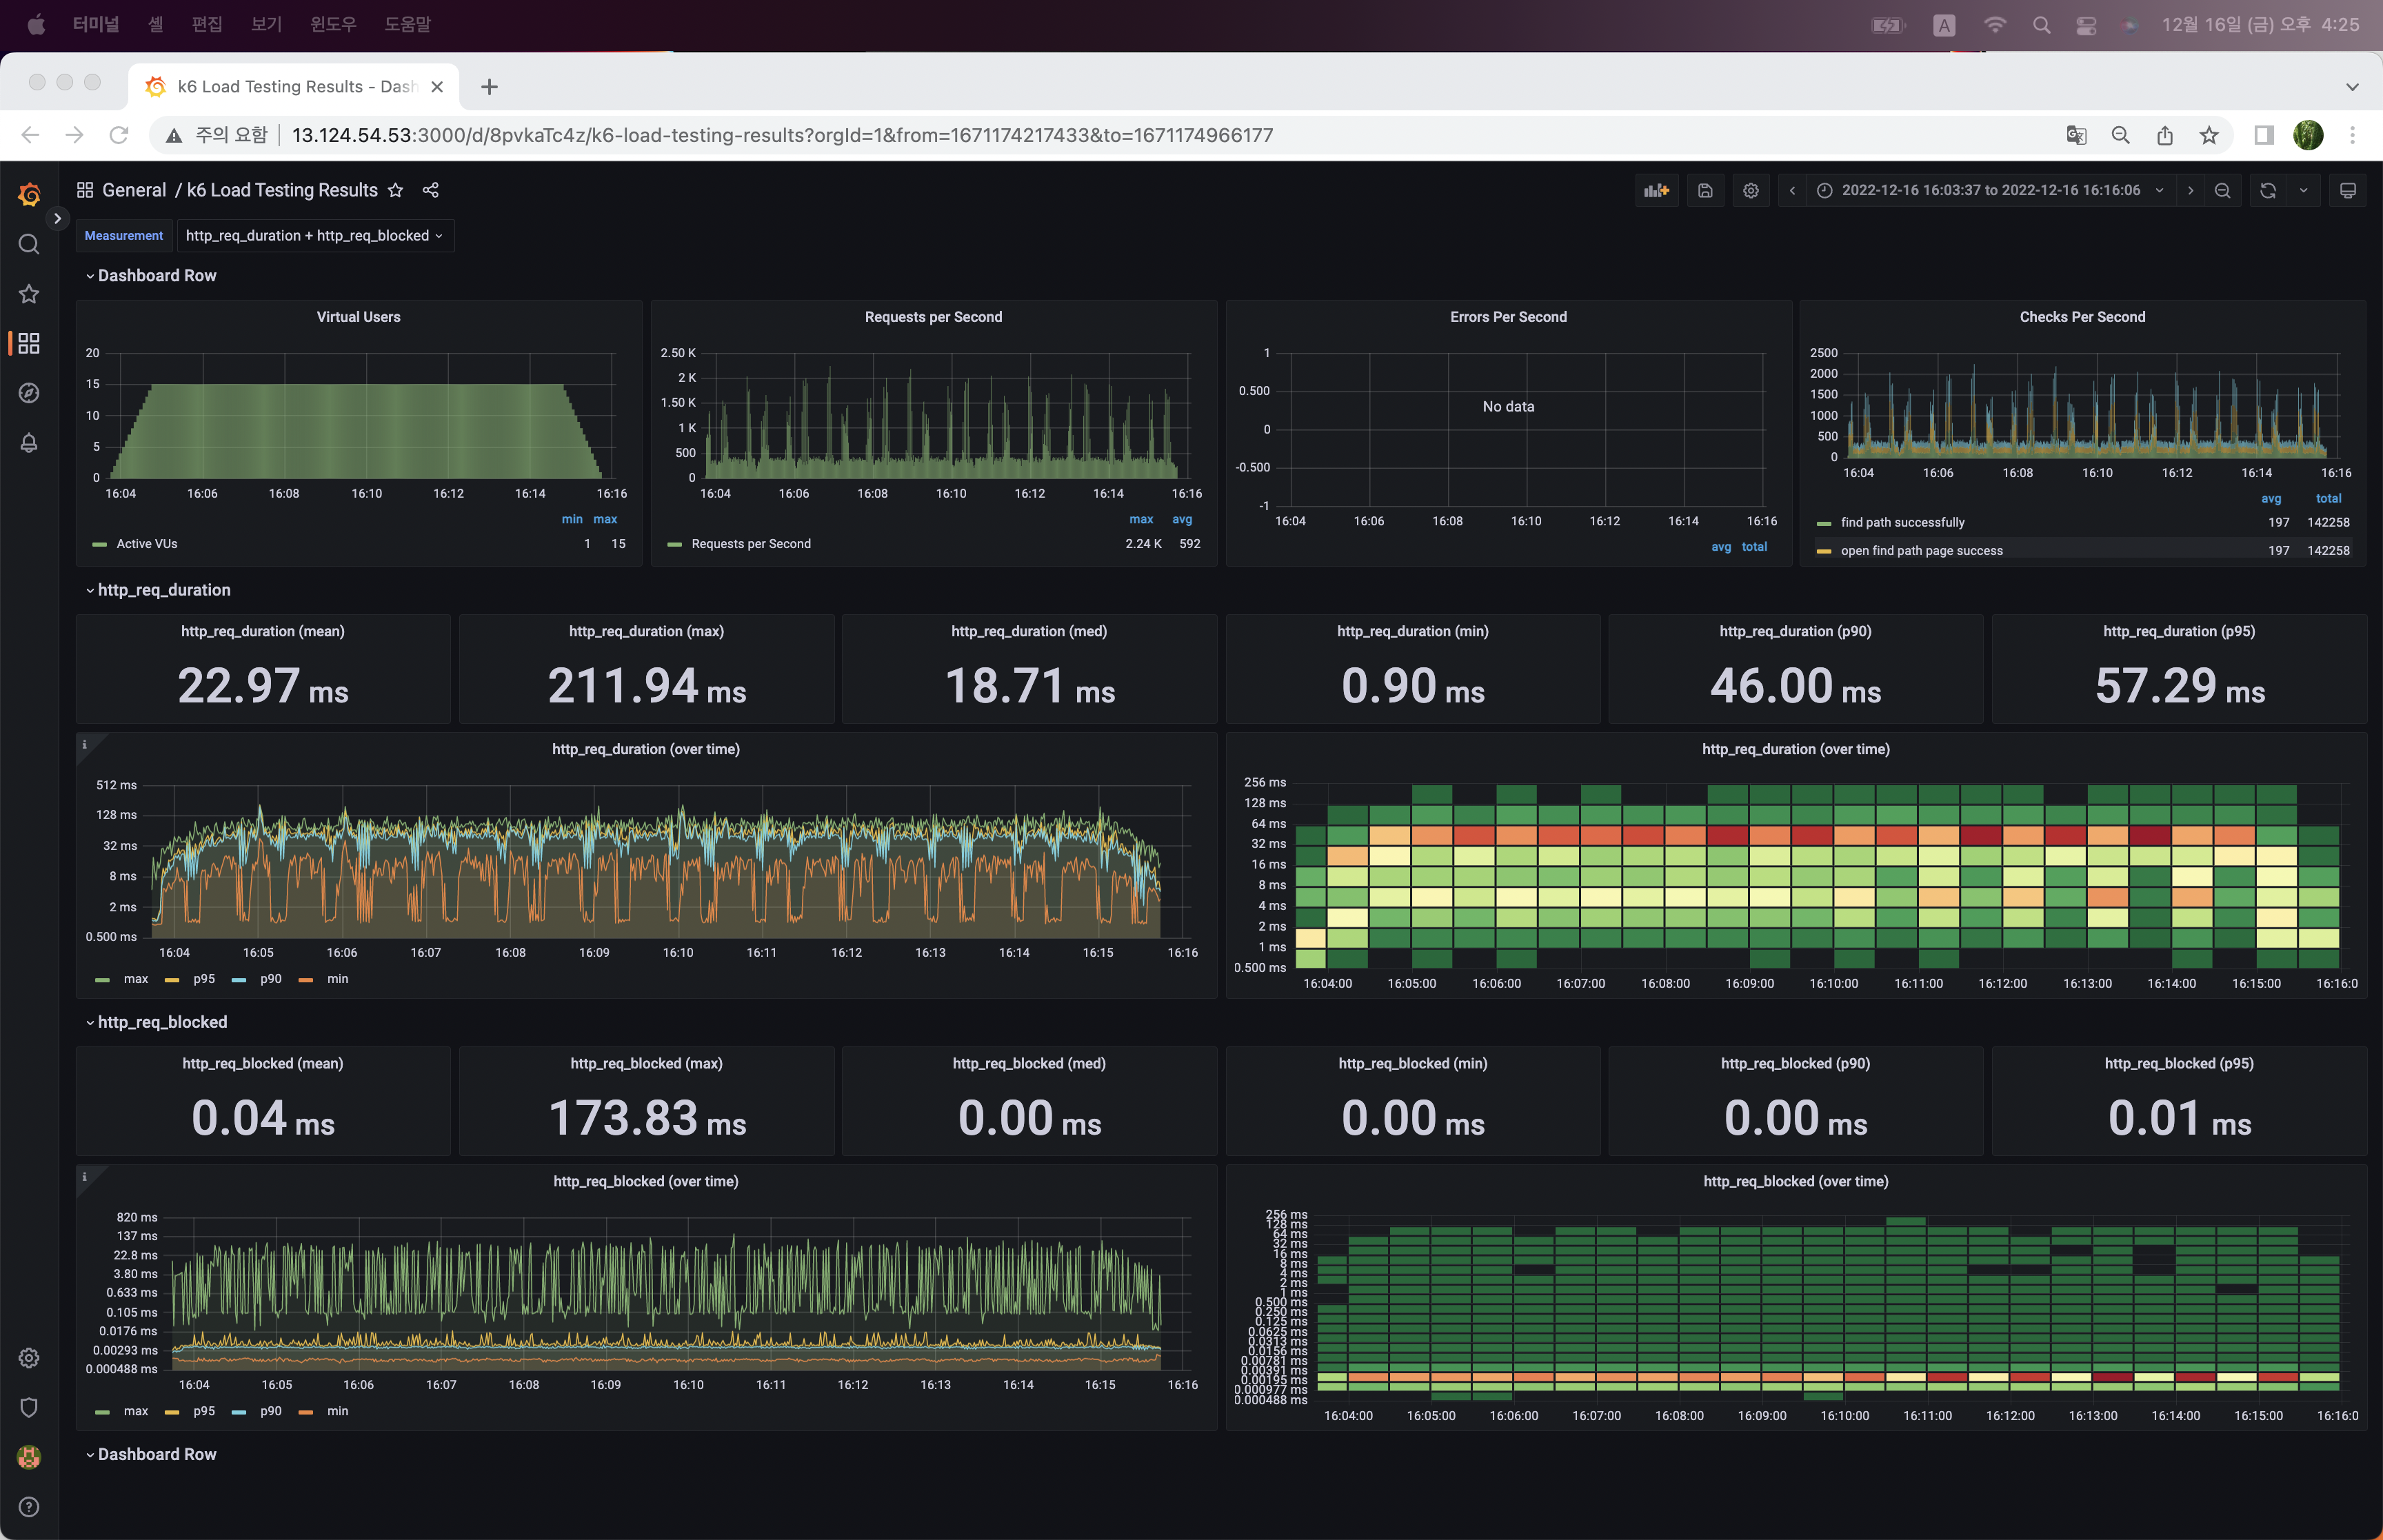 터미널 셸 편집 보기 윈도우 도움말 A 12월 16일 (금) 오후 4:25
k6 Load Testing Results - Dash
주의 요함 13.124.54.53:3000/d/8pvkaTc4z/k6-load-testing-results?orgId=1&from=1671174217433&to=1671174966177
General / k6 Load Testing Results 2022-12-16 16:03:37 to 2022-12-16 16:16:06
Measurement http_req_duration + http_req_blocked
Dashboard Row
Virtual Users
20
15
10
5
0
16:04 16:06 16:08 16:10 16:12 16:14 16:16
min max
Active VUs 1 15
Requests per Second
2.50 K
2 K
1.50 K
1 K
500
0
16:04 16:06 16:08 16:10 16:12 16:14 16:16
max avg
Requests per Second 2.24 K 592
Errors Per Second
1
0.500
0
-0.500
-1
No data
16:04 16:06 16:08 16:10 16:12 16:14 16:16
avg total
Checks Per Second
2500
2000
1500
1000
500
0
16:04 16:06 16:08 16:10 16:12 16:14 16:16
avg total
find path successfully 197 142258
open find path page success 197 142258
http_req_duration
http_req_duration (mean)
22.97 ms
http_req_duration (max)
211.94 ms
http_req_duration (med)
18.71 ms
http_req_duration (min)
0.90 ms
http_req_duration (p90)
46.00 ms
http_req_duration (p95)
57.29 ms
http_req_duration (over time)
512 ms
128 ms
32 ms
8 ms
2 ms
0.500 ms
16:04 16:05 16:06 16:07 16:08 16:09 16:10 16:11 16:12 16:13 16:14 16:15 16:16
max p95 p90 min
http_req_duration (over time)
256 ms
128 ms
64 ms
32 ms
16 ms
8 ms
4 ms
2 ms
1 ms
0.500 ms
16:04:00 16:05:00 16:06:00 16:07:00 16:08:00 16:09:00 16:10:00 16:11:00 16:12:00 16:13:00 16:14:00 16:15:00 16:16:0
http_req_blocked
http_req_blocked (mean)
0.04 ms
http_req_blocked (max)
173.83 ms
http_req_blocked (med)
0.00 ms
http_req_blocked (min)
0.00 ms
http_req_blocked (p90)
0.00 ms
http_req_blocked (p95)
0.01 ms
http_req_blocked (over time)
820 ms
137 ms
22.8 ms
3.80 ms
0.633 ms
0.105 ms
0.0176 ms
0.00293 ms
0.000488 ms
16:04 16:05 16:06 16:07 16:08 16:09 16:10 16:11 16:12 16:13 16:14 16:15 16:16
max p95 p90 min
http_req_blocked (over time)
256 ms
128 ms
64 ms
32 ms
16 ms
8 ms
4 ms
2 ms
1 ms
0.500 ms
0.250 ms
0.125 ms
0.0625 ms
0.0313 ms
0.0156 ms
0.00781 ms
0.00391 ms
0.00195 ms
0.000977 ms
0.000488 ms
16:04:00 16:05:00 16:06:00 16:07:00 16:08:00 16:09:00 16:10:00 16:11:00 16:12:00 16:13:00 16:14:00 16:15:00 16:16:0
Dashboard Row